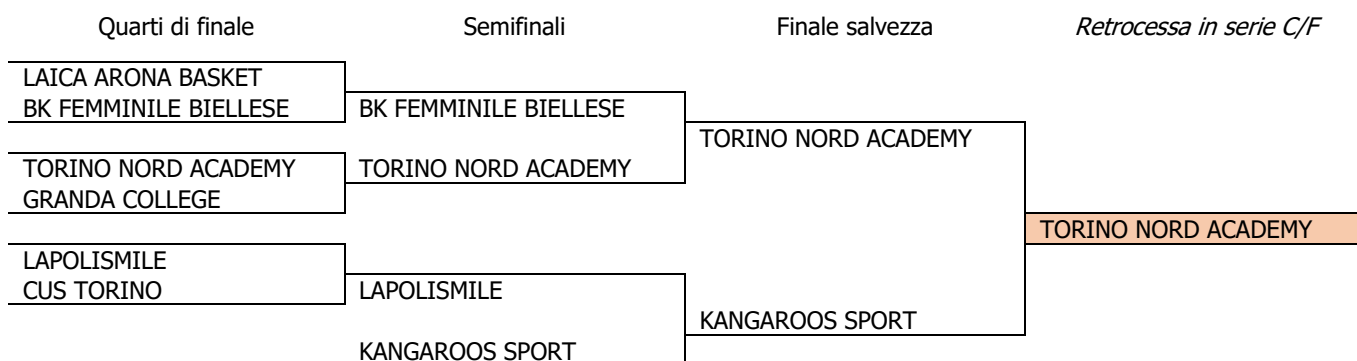 Quarti di finale Semifinali Finale salvezza Retrocessa in serie C/F
LAICA ARONA BASKET
BK FEMMINILE BIELLESE BK FEMMINILE BIELLESE
TORINO NORD ACADEMY
TORINO NORD ACADEMY TORINO NORD ACADEMY
GRANDA COLLEGE
TORINO NORD ACADEMY
LAPOLISMILE
CUS TORINO LAPOLISMILE
KANGAROOS SPORT
KANGAROOS SPORT